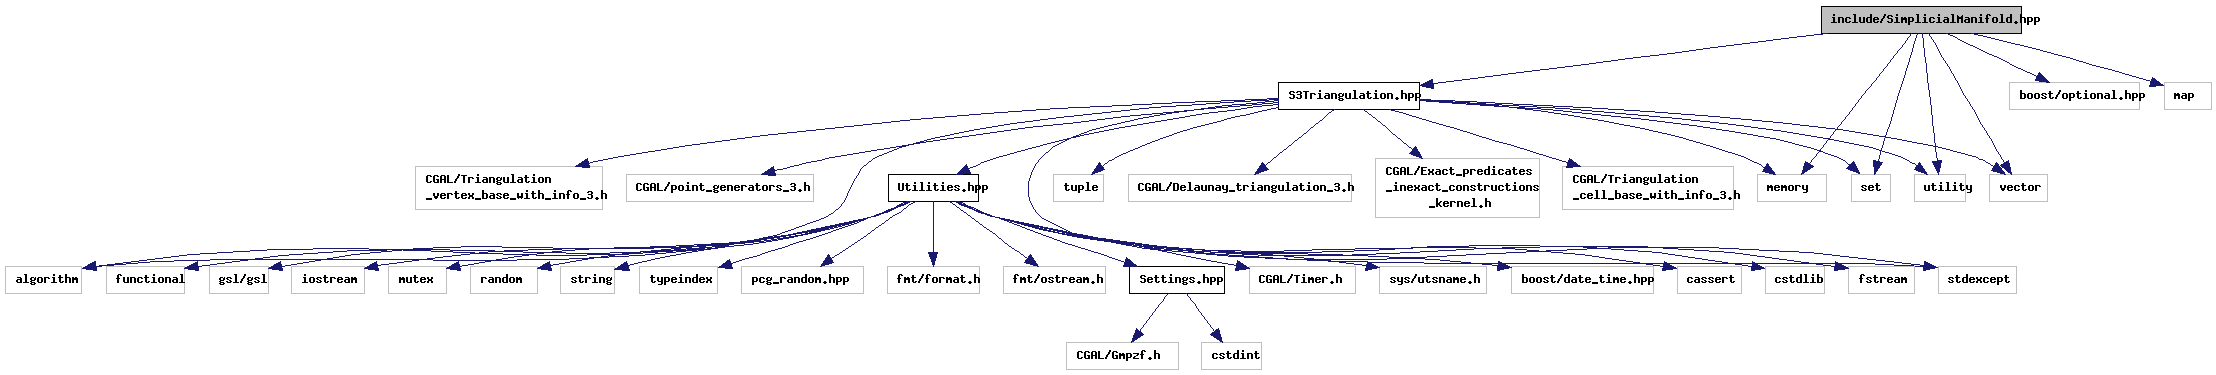 include/SimplicialManifold.hpp
S3Triangulation.hpp
boost/optional.hpp
map
CGAL/Triangulation
_vertex_base_with_info_3.h
CGAL/point_generators_3.h
Utilities.hpp
tuple
CGAL/Delaunay_triangulation_3.h
CGAL/Exact_predicates
_inexact_constructions
_kernel.h
CGAL/Triangulation
_cell_base_with_info_3.h
memory
set
utility
vector
algorithm
functional
gsl/gsl
iostream
mutex
random
string
typeindex
pcg_random.hpp
fmt/format.h
fmt/ostream.h
Settings.hpp
CGAL/Timer.h
sys/utsname.h
boost/date_time.hpp
cassert
cstdlib
fstream
stdexcept
CGAL/Gmpzf.h
cstdint